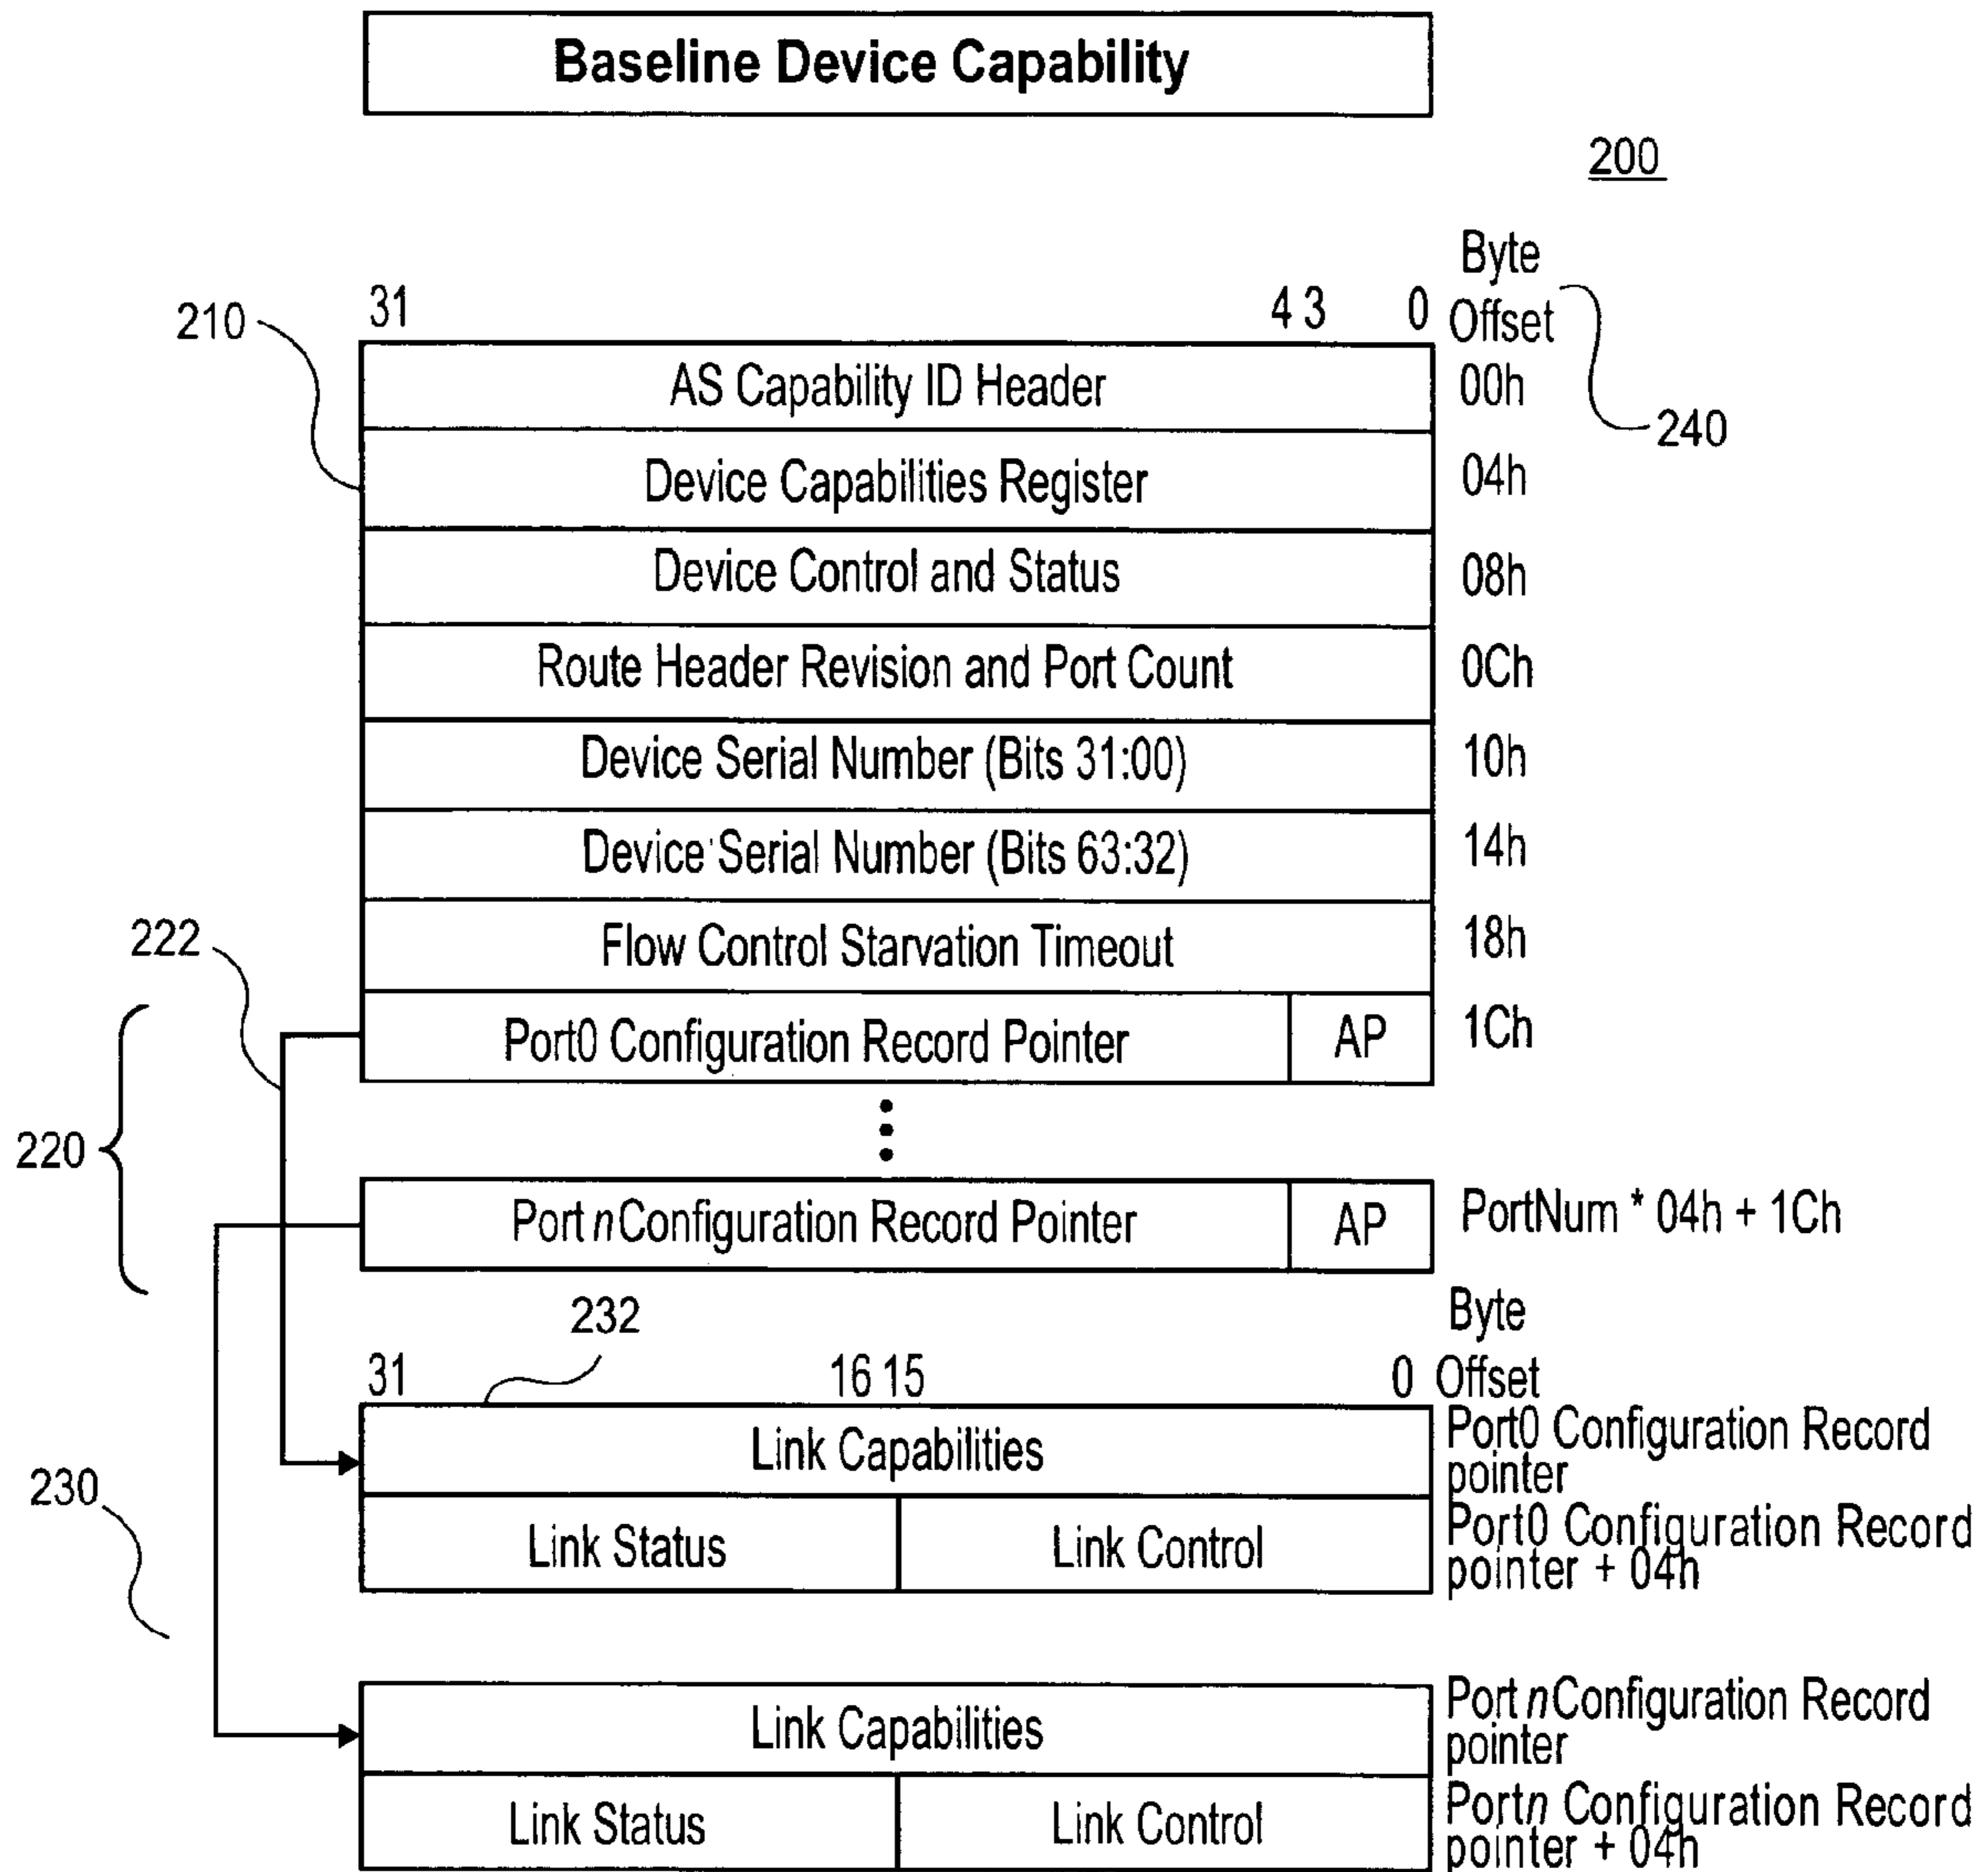 Baseline Device Capability
200
Byte
Offset
31 4 3 0
210
240
AS Capability ID Header 00h
Device Capabilities Register 04h
Device Control and Status 08h
Route Header Revision and Port Count 0Ch
Device Serial Number (Bits 31:00) 10h
Device Serial Number (Bits 63:32) 14h
Flow Control Starvation Timeout 18h
222
Port0 Configuration Record Pointer AP 1Ch
220
Port n Configuration Record Pointer AP PortNum * 04h + 1Ch
Byte
Offset
232
31 16 15 0
Link Capabilities Port0 Configuration Record
pointer
230
Link Status Link Control Port0 Configuration Record
pointer + 04h
Link Capabilities Port n Configuration Record
pointer
Link Status Link Control Portn Configuration Record
pointer + 04h